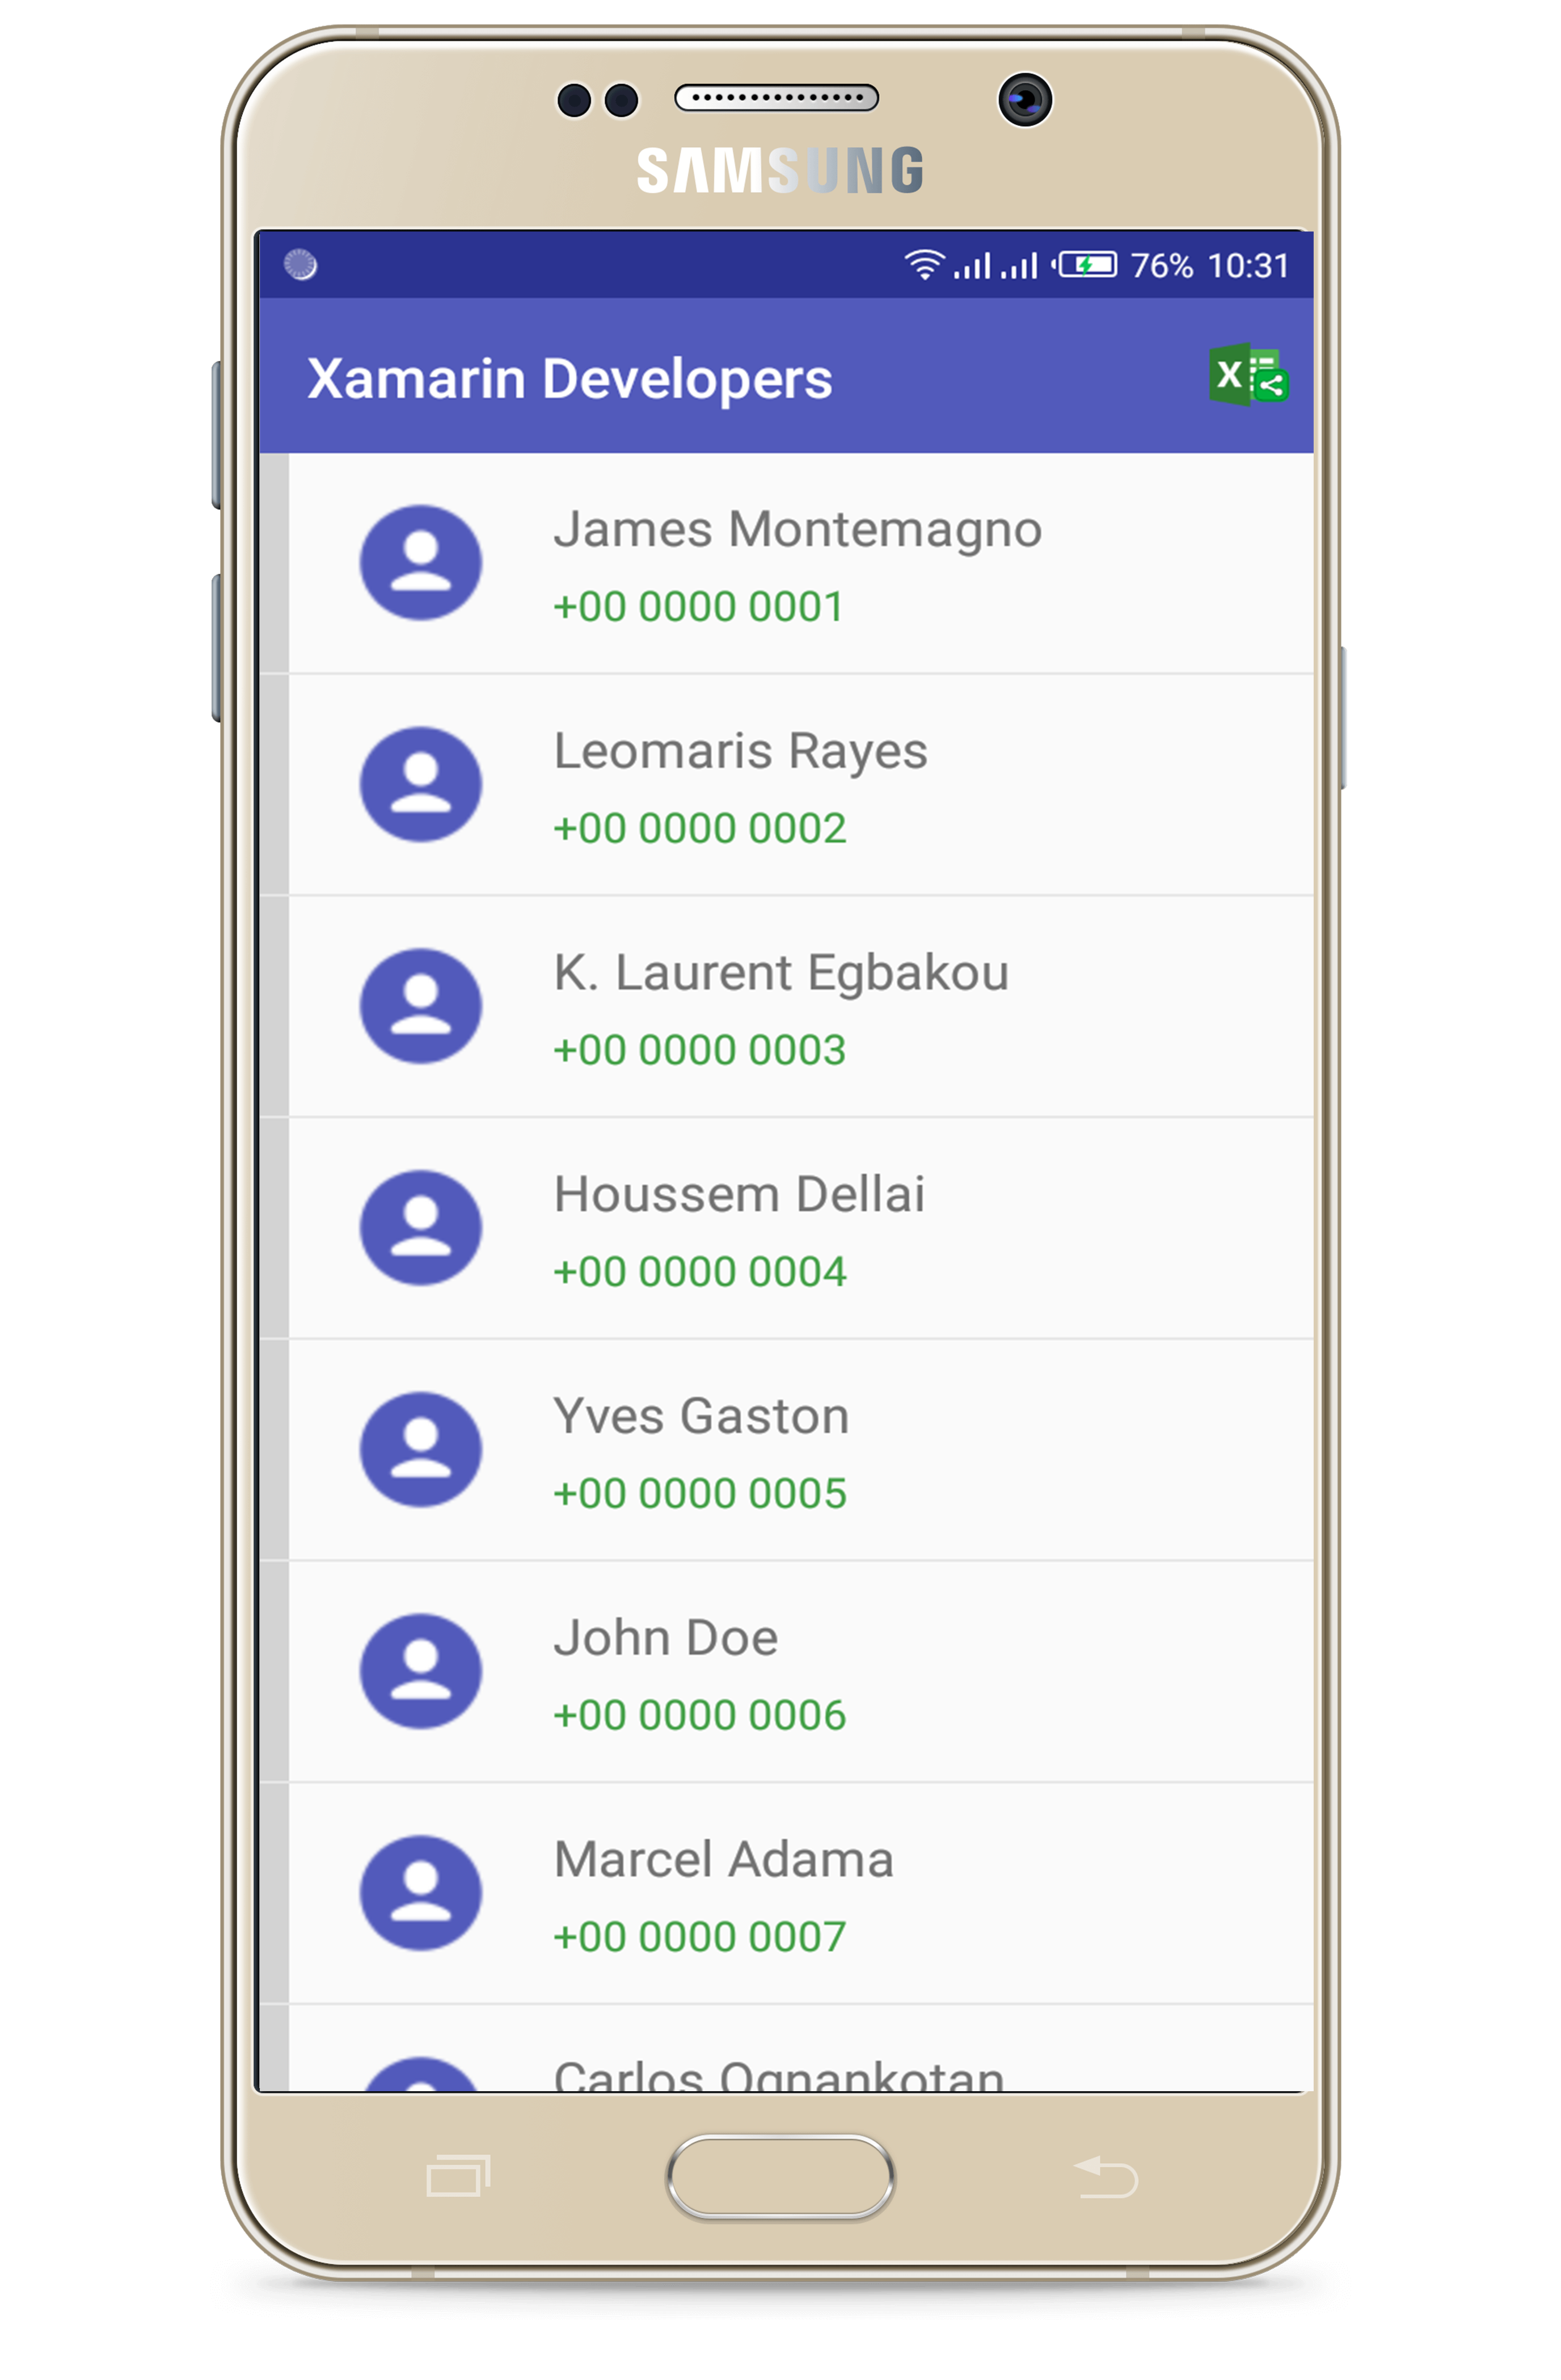 SAMSUNG
76% 10:31
Xamarin Developers
X
James Montemagno
+00 0000 0001
Leomaris Rayes
+00 0000 0002
K. Laurent Egbakou
+00 0000 0003
Houssem Dellai
+00 0000 0004
Yves Gaston
+00 0000 0005
John Doe
+00 0000 0006
Marcel Adama
+00 0000 0007
Carlos Ognankotan